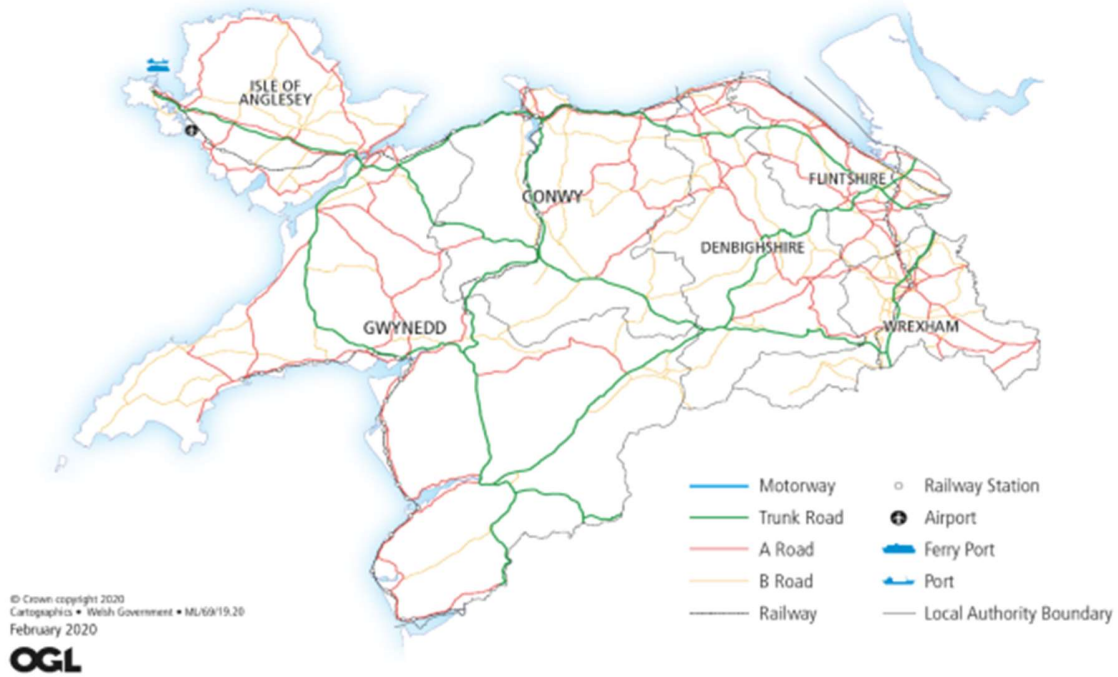 ISLE OF
ANGLESEY
CONWY
FLINTSHIRE
DENBIGHSHIRE
GWYNEDD
WREXHAM
Motorway
Trunk Road
A Road
B Road
Railway
Railway Station
Airport
Ferry Port
Port
Local Authority Boundary
© Crown copyright 2020
Cartographics • Welsh Government • ML/69/19.20
February 2020
OGL